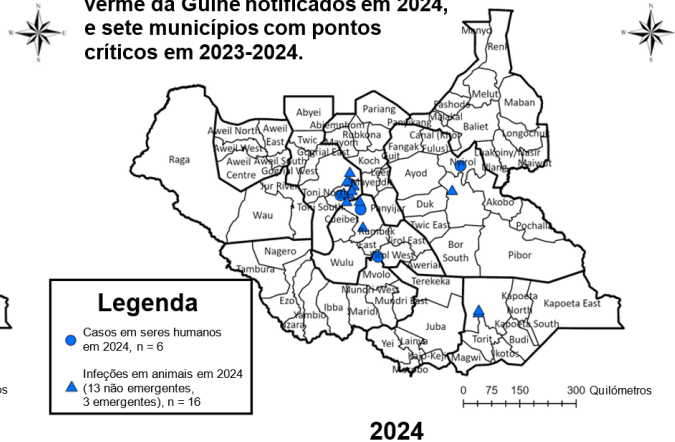 verme da Guiné notificados em 2024,
e sete municípios com pontos
críticos em 2023-2024.
N
W
E
S
Manyo
Renk
Melut
Fashoda
Maban
Malakal
Panyikang
Baliet
Longochuk
Abyei
Pariang
Abiemnhom
Rubkona
Mayom
Canal (Khor
Fulus)
Fangak
Guit
Koch
Leer
Mayendit
Aweil North
Aweil
East
Twic
Aweil West
Aweil
Centre
Aweil South
Gogrial East
Gogrial West
Raga
Jur River
Toni North
Toni South
Cueibet
Panyijar
Nyirol
Luakpiny/Nasir
Ulang
Maiwut
Ayod
Duk
Akobo
Wau
Rumbek
East
Twic East
Pochalla
Yirol East
Yirol West
Wulu
Awerial
Bor
South
Pibor
Nagero
Tambura
Mvolo
Terekeka
Mundri West
Mundri East
Ezo
Yambio
Nzara
Ibba
Maridi
Juba
Kapoeta
North
Kapoeta East
Kapoeta South
Yei
Lainya
Kajo-Keji
Morobo
Magwi
Torit
Ikotos
Budi
Legenda
Casos em seres humanos
em 2024, n = 6
Infeções em animais em 2024
(13 não emergentes,
3 emergentes), n = 16
0 75 150 300 Quilómetros
2024
os